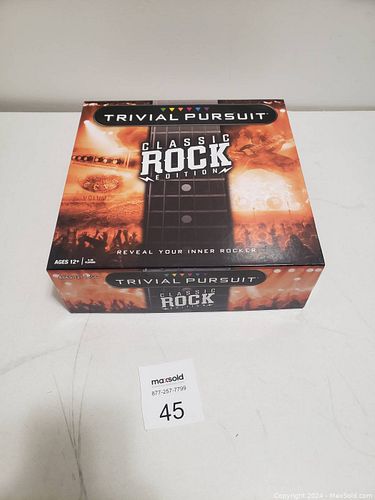 TRIVIAL PURSUIT
CLASSIC
ROCK
EDITION
REVEAL YOUR INNER ROCKER
AGES 12+
TRIVIAL PURSUIT
CLASSIC
ROCK
EDITION
maxsold
877-257-7799
45
Copyright 2024 - MaxSold.com